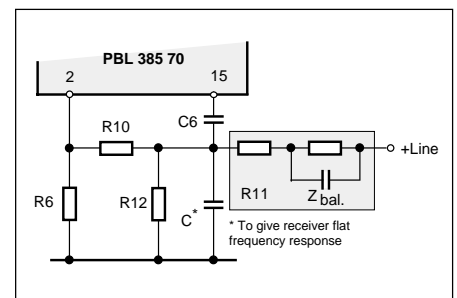 PBL 385 70
2 15
R10
C6
+Line
R6
R12
C*
R11
Z bal.
* To give receiver flat
frequency response